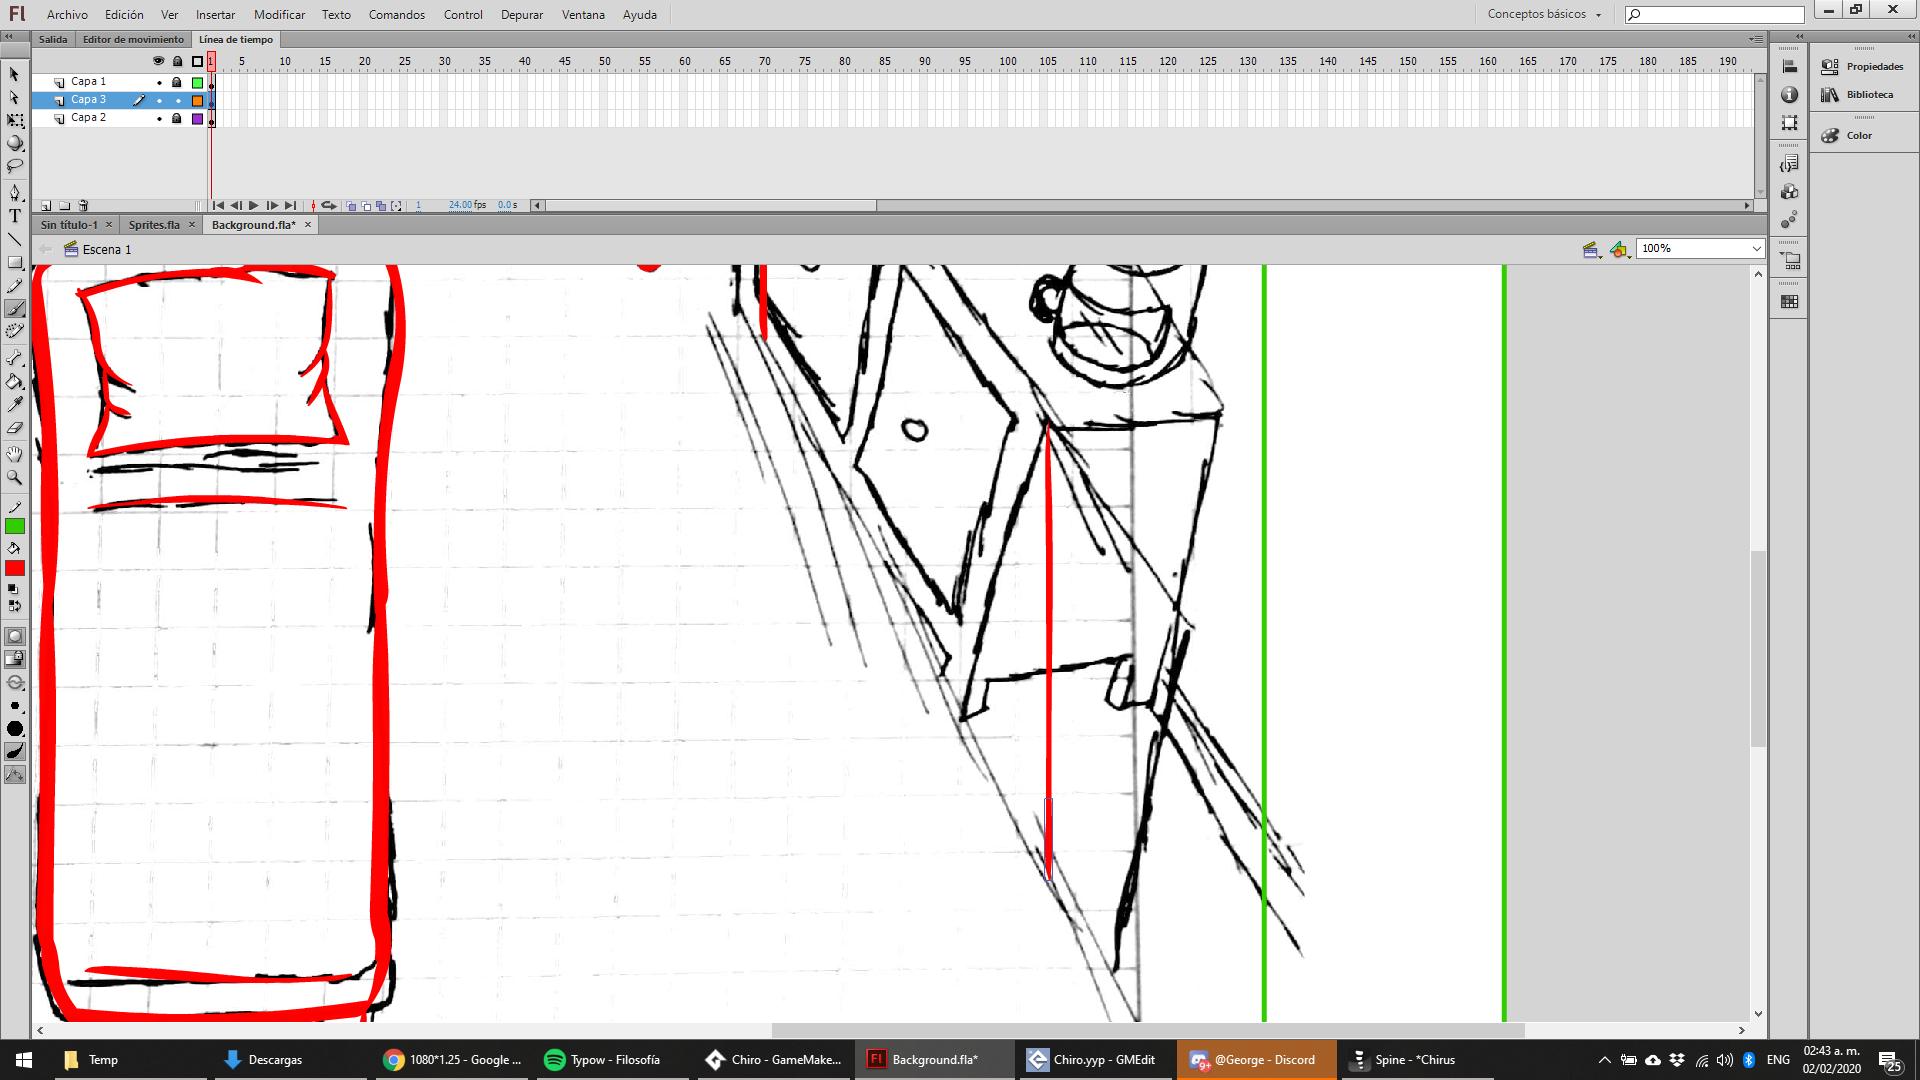 Fl Archivo Edición Ver Insertar Modificar Texto Comandos Control Depurar Ventana Ayuda Conceptos básicos
Salida Editor de movimiento Línea de tiempo
1 5 10 15 20 25 30 35 40 45 50 55 60 65 70 75 80 85 90 95 100 105 110 115 120 125 130 135 140 145 150 155 160 165 170 175 180 185 190
Capa 1
Capa 3
Capa 2
1 24.00 fps 0.0 s
Sin título-1 Sprites.fla Background.fla*
Escena 1 100%
Propiedades
Biblioteca
Color
Temp Descargas 1080*1.25 - Google ... Typow - Filosofía Chiro - GameMake... Fl Background.fla* Chiro.yyp - GMEdit 9+ @George - Discord Spine - *Chirus ENG 02:43 a. m. 25
02/02/2020